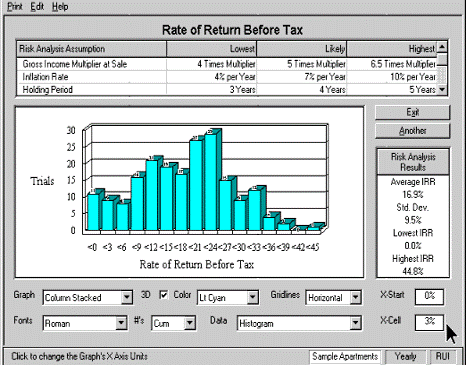 Print Edit Help
Rate of Return Before Tax
Risk Analysis Assumption Lowest Likely Highest
Gross Income Multiplier at Sale 4 Times Multiplier 5 Times Multiplier 6.5 Times Multiplier
Inflation Rate 4% per Year 7% per Year 10% per Year
Holding Period 3 Years 4 Years 5 Years
Exit
Another
Risk Analysis
Results
Average IRR
16.9%
Std. Dev.
9.5%
Lowest IRR
0.0%
Highest IRR
44.8%
30
25
20
Trials
15
10
5
0
<0 <3 <6 <9 <12 <15 <18 <21 <24 <27 <30 <33 <36 <39 <42 <45
Rate of Return Before Tax
Graph Column Stacked 3D Color Lt Cyan Gridlines Horizontal X-Start 0%
Fonts Roman #'s Cum Data Histogram X-Cell 3%
Click to change the Graph's X Axis Units Sample Apartments Yearly RUI